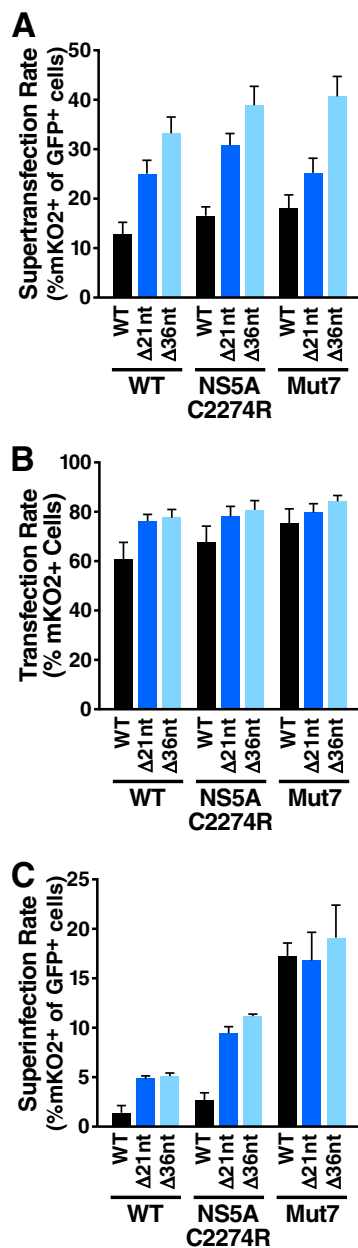 A
Supertransfection Rate
(%mKO2+ of GFP+ cells)
50
40
30
20
10
0
WT
Δ21nt
Δ36nt
WT
Δ21nt
Δ36nt
WT
Δ21nt
Δ36nt
WT
NS5A
C2274R
Mut7
B
Transfection Rate
(% mKO2+ Cells)
100
80
60
40
20
0
WT
Δ21nt
Δ36nt
WT
Δ21nt
Δ36nt
WT
Δ21nt
Δ36nt
WT
NS5A
C2274R
Mut7
C
Superinfection Rate
(%mKO2+ of GFP+ cells)
25
20
15
10
5
0
WT
Δ21nt
Δ36nt
WT
Δ21nt
Δ36nt
WT
Δ21nt
Δ36nt
WT
NS5A
C2274R
Mut7